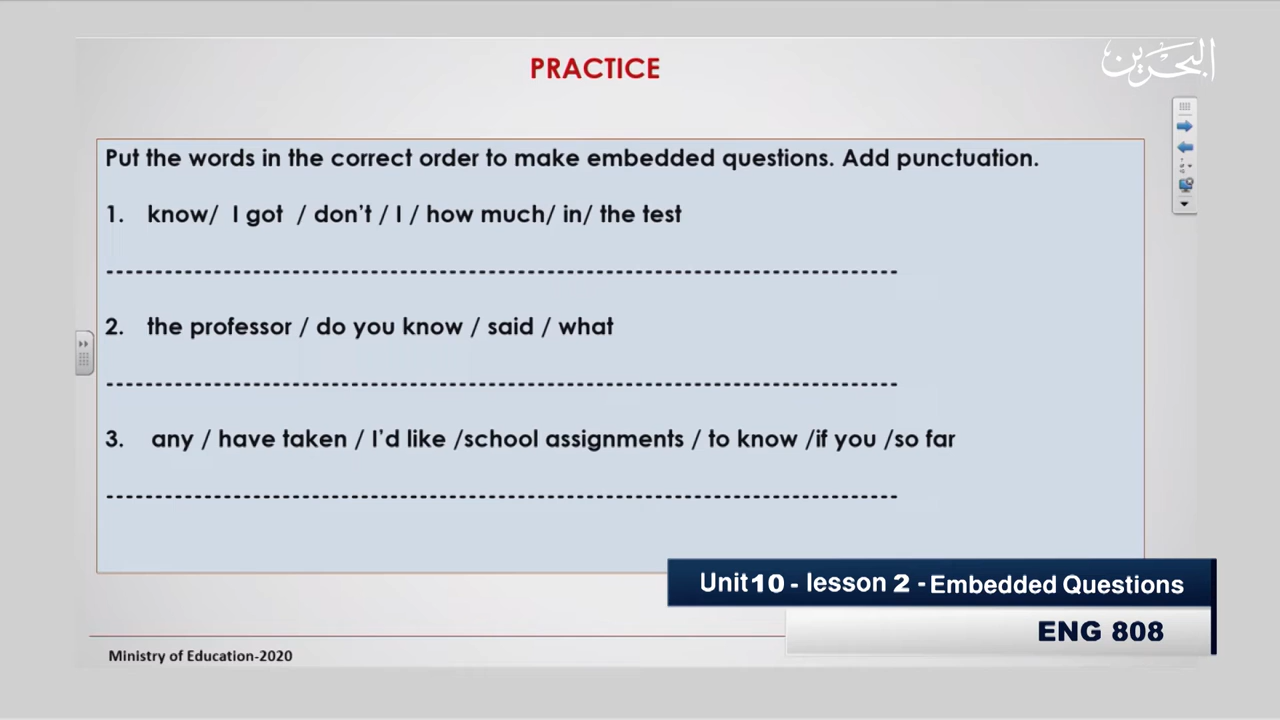 البحرين
PRACTICE
Put the words in the correct order to make embedded questions. Add punctuation.
1. know/ I got / don't / I / how much/ in/ the test
2. the professor / do you know / said / what
3. any / have taken / I'd like /school assignments / to know /if you /so far
Unit10 - lesson 2 - Embedded Questions
ENG 808
Ministry of Education-2020